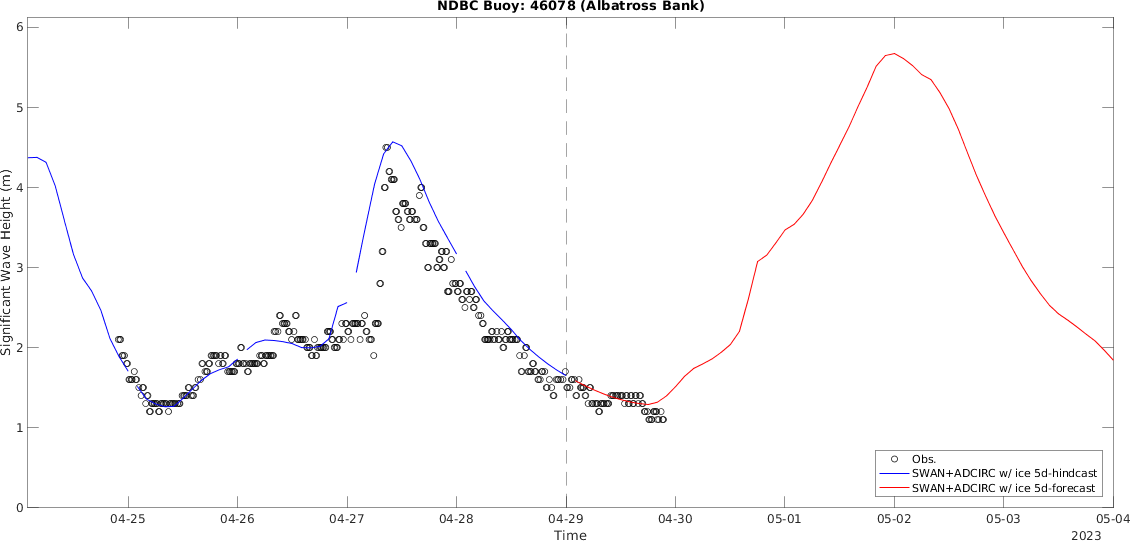 NDBC Buoy: 46078 (Albatross Bank)
Significant Wave Height (m)
6
5
4
3
2
1
0
Obs.
SWAN+ADCIRC w/ ice 5d-hindcast
SWAN+ADCIRC w/ ice 5d-forecast
04-25 04-26 04-27 04-28 04-29 04-30 05-01 05-02 05-03 05-04
Time
2023